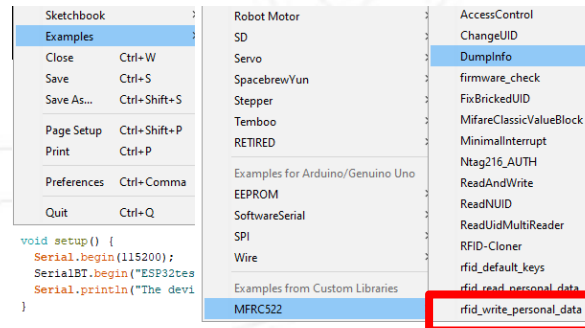 Sketchbook
Examples
Close Ctrl+W
Save Ctrl+S
Save As... Ctrl+Shift+S
Page Setup Ctrl+Shift+P
Print Ctrl+P
Preferences Ctrl+Comma
Quit Ctrl+Q
void setup() {
Serial.begin(115200);
SerialBT.begin("ESP32tes
Serial.println("The devi
}
Robot Motor
SD
Servo
SpacebrewYun
Stepper
Temboo
RETIRED
Examples for Arduino/Genuino Uno
EEPROM
SoftwareSerial
SPI
Wire
Examples from Custom Libraries
MFRC522
AccessControl
ChangeUID
DumpInfo
firmware_check
FixBrickedUID
MifareClassicValueBlock
MinimalInterrupt
Ntag216_AUTH
ReadAndWrite
ReadNUID
ReadUidMultiReader
RFID-Cloner
rfid_default_keys
rfid_read_personal_data
rfid_write_personal_data